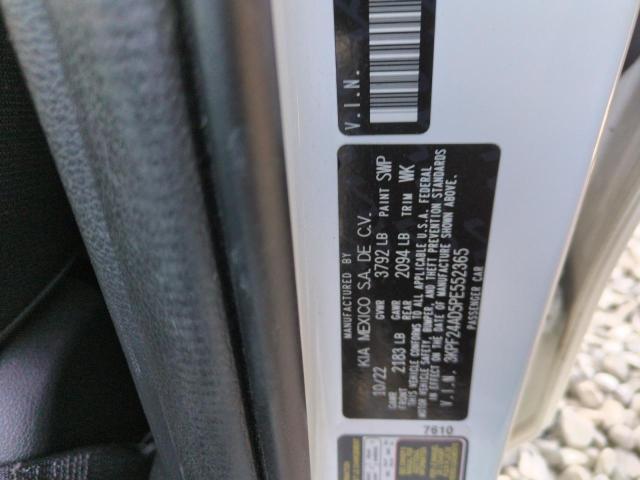 V.I.N.
MANUFACTURED BY
KIA MEXICO S.A. DE C.V.
10/22 GVWR 3792 LB PAINT SWP
GAWR FRONT 2183 LB GAWR REAR 2094 LB TRIM WK
THIS VEHICLE CONFORMS TO ALL APPLICABLE U.S.A. FEDERAL
MOTOR VEHICLE SAFETY, BUMPER, AND THEFT PREVENTION STANDARDS
IN EFFECT ON THE DATE OF MANUFACTURE SHOWN ABOVE.
V.I.N. 3KPF24AD5PE552365
PASSENGER CAR
7610